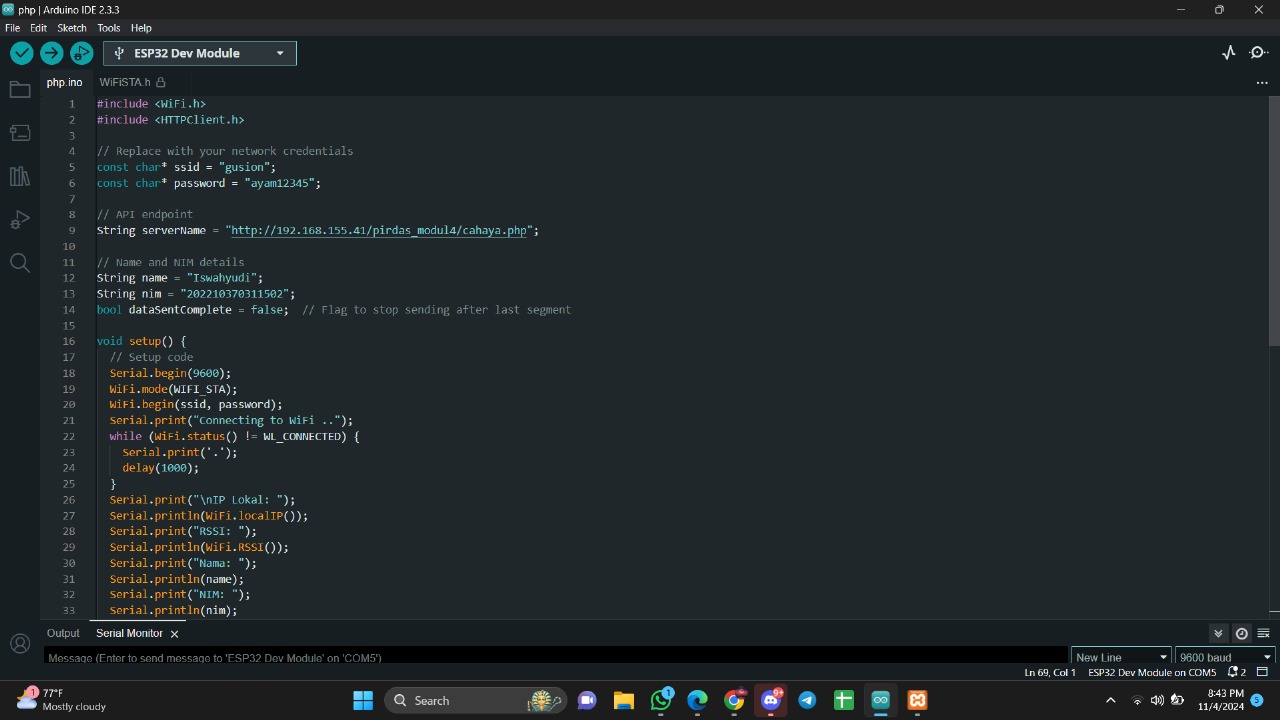 php | Arduino IDE 2.3.3
File Edit Sketch Tools Help
ESP32 Dev Module
php.ino WiFiSTA.h
1 #include <WiFi.h>
2 #include <HTTPClient.h>
3
4 // Replace with your network credentials
5 const char* ssid = "gusion";
6 const char* password = "ayam12345";
7
8 // API endpoint
9 String serverName = "http://192.168.155.41/pirdas_modul4/cahaya.php";
10
11 // Name and NIM details
12 String name = "Iswahyudi";
13 String nim = "202210370311502";
14 bool dataSentComplete = false;  // Flag to stop sending after last segment
15
16 void setup() {
17   // Setup code
18   Serial.begin(9600);
19   WiFi.mode(WIFI_STA);
20   WiFi.begin(ssid, password);
21   Serial.print("Connecting to WiFi ..");
22   while (WiFi.status() != WL_CONNECTED) {
23     Serial.print('.');
24     delay(1000);
25   }
26   Serial.print("\nIP Lokal: ");
27   Serial.println(WiFi.localIP());
28   Serial.print("RSSI: ");
29   Serial.println(WiFi.RSSI());
30   Serial.print("Nama: ");
31   Serial.println(name);
32   Serial.print("NIM: ");
33   Serial.println(nim);
Output Serial Monitor
Message (Enter to send message to 'ESP32 Dev Module' on 'COM5') New Line 9600 baud
Ln 69, Col 1 ESP32 Dev Module on COM5 2
1 77°F
Mostly cloudy
Search
1
8:43 PM
11/4/2024
5